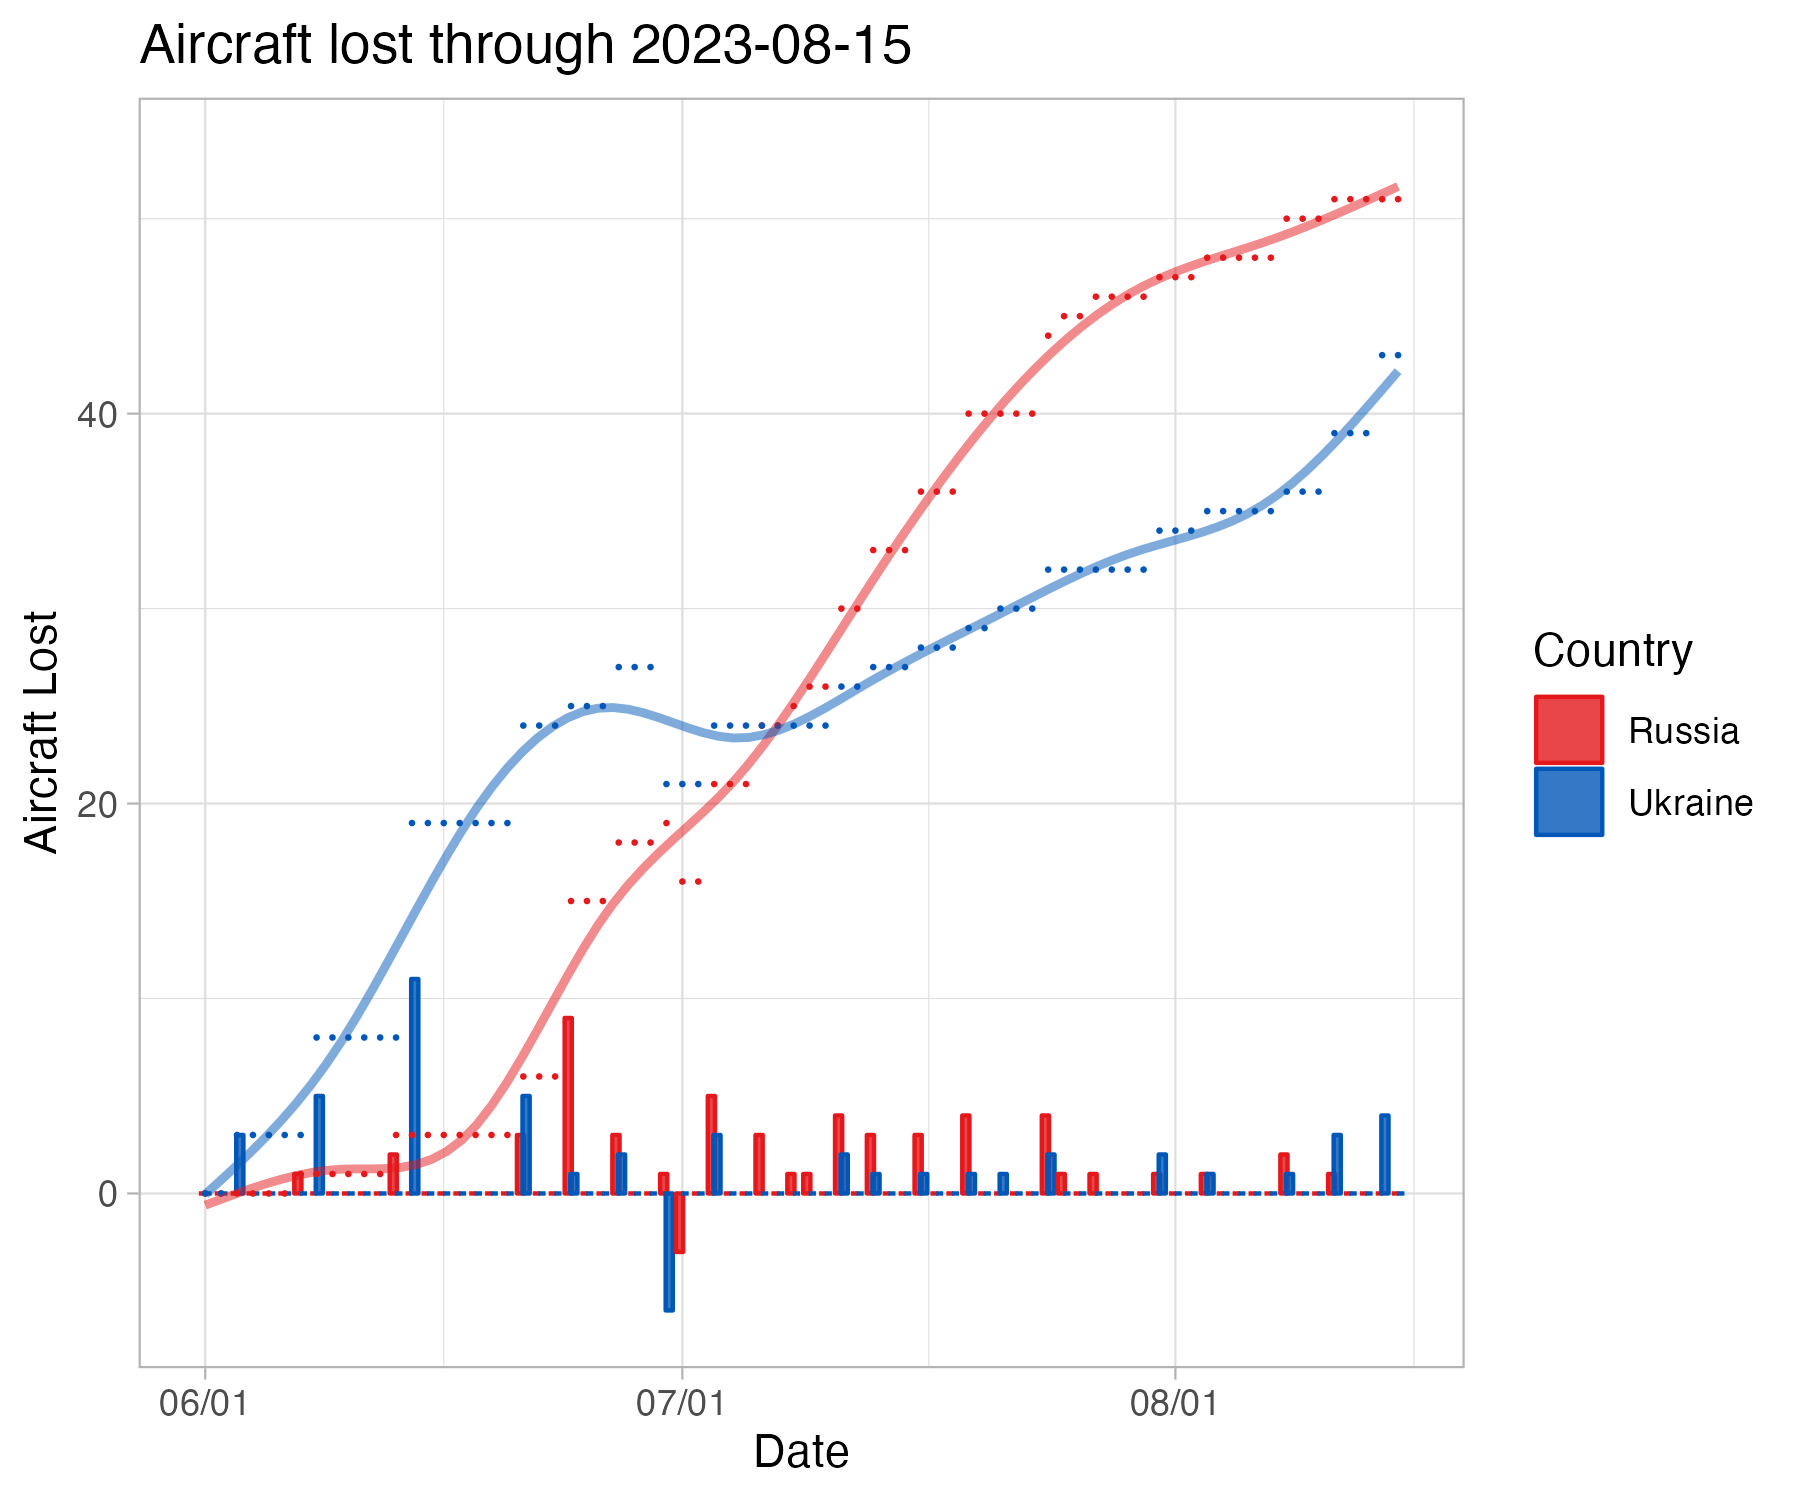 Aircraft lost through 2023-08-15
Aircraft Lost
40
20
0
06/01
07/01
08/01
Date
Country
Russia
Ukraine